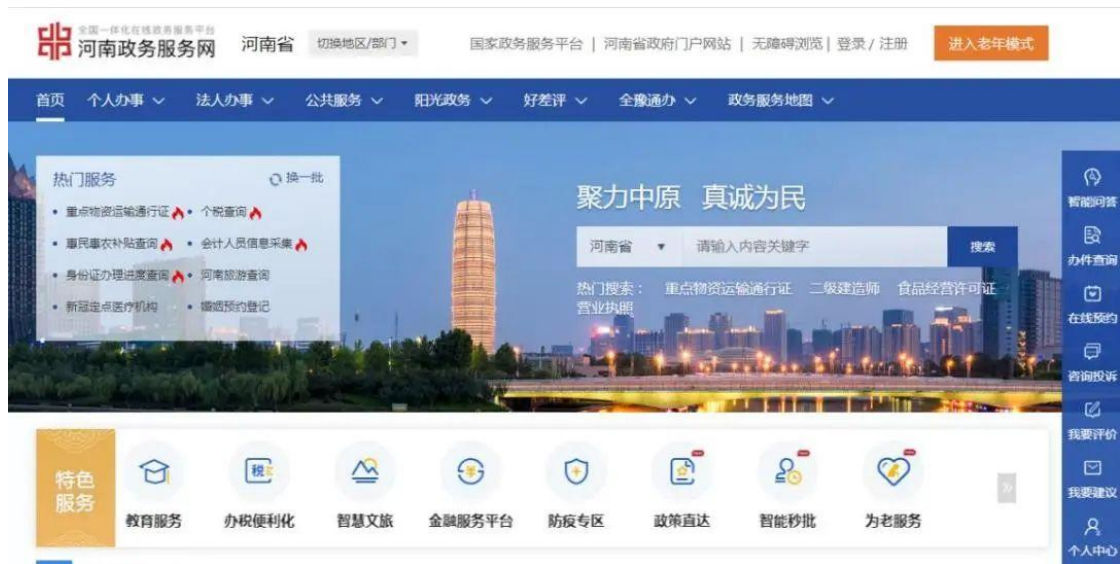 全国一体化在线政务服务平台
河南政务服务网
河南省
切换地区/部门
国家政务服务平台 | 河南省政府门户网站 | 无障碍浏览 | 登录 / 注册
进入老年模式
首页 个人办事 法人办事 公共服务 阳光政务 好差评 全豫通办 政务服务地图
热门服务 换一批
• 重点物资运输通行证 • 个税查询
• 惠民惠农补贴查询 • 会计人员信息采集
• 身份证办理进度查询 • 河南旅游查询
• 新冠定点医疗机构 • 婚姻预约登记
聚力中原 真诚为民
河南省 请输入内容关键字 搜索
热门搜索： 重点物资运输通行证 二级建造师 食品经营许可证
营业执照
智能问答
办件查询
在线预约
咨询投诉
我要评价
我要建议
个人中心
特色
服务
教育服务 办税便利化 智慧文旅 金融服务平台 防疫专区 政策直达 智能秒批 为老服务
税